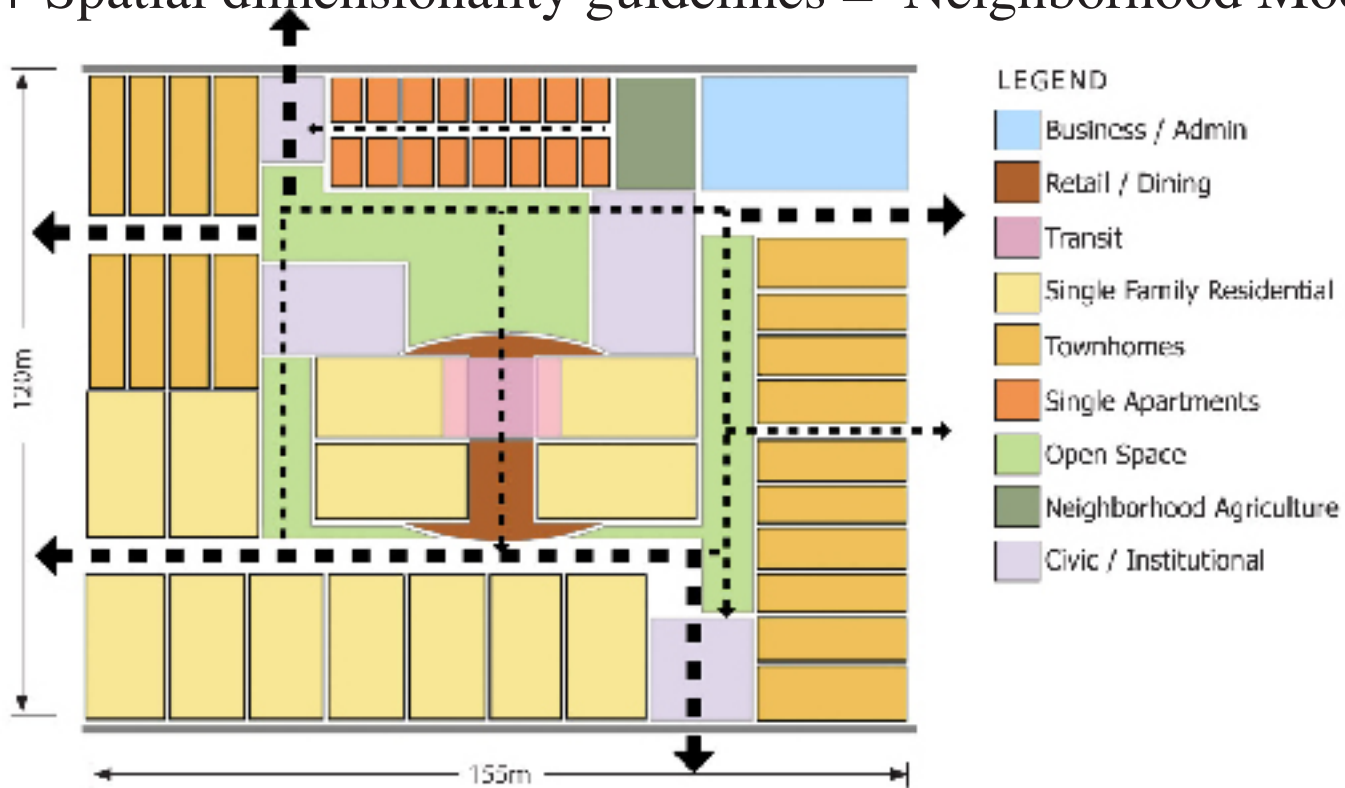 Spatial dimensionality guidelines – Neighborhood
LEGEND
Business / Admin
Retail / Dining
Transit
Single Family Residential
Townhomes
Single Apartments
Open Space
Neighborhood Agriculture
Civic / Institutional
120m
155m